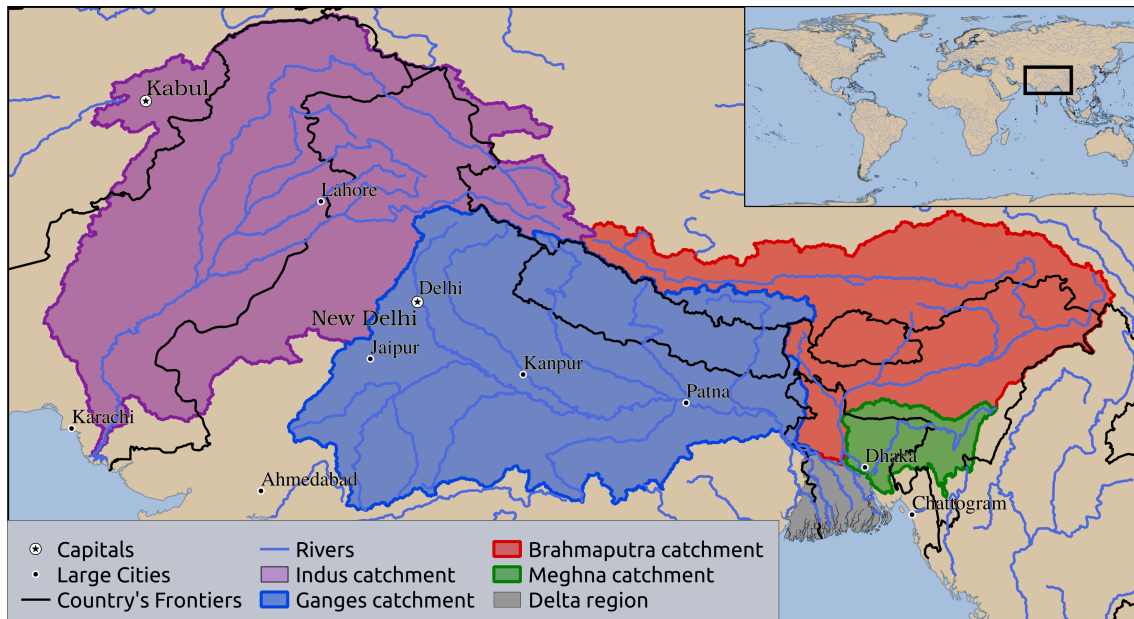 Kabul
Lahore
Delhi
New Delhi
Jaipur
Kanpur
Patna
Karachi
Dhaka
Ahmedabad
Chattogram
Capitals
Large Cities
Country's Frontiers
Rivers
Indus catchment
Ganges catchment
Brahmaputra catchment
Meghna catchment
Delta region